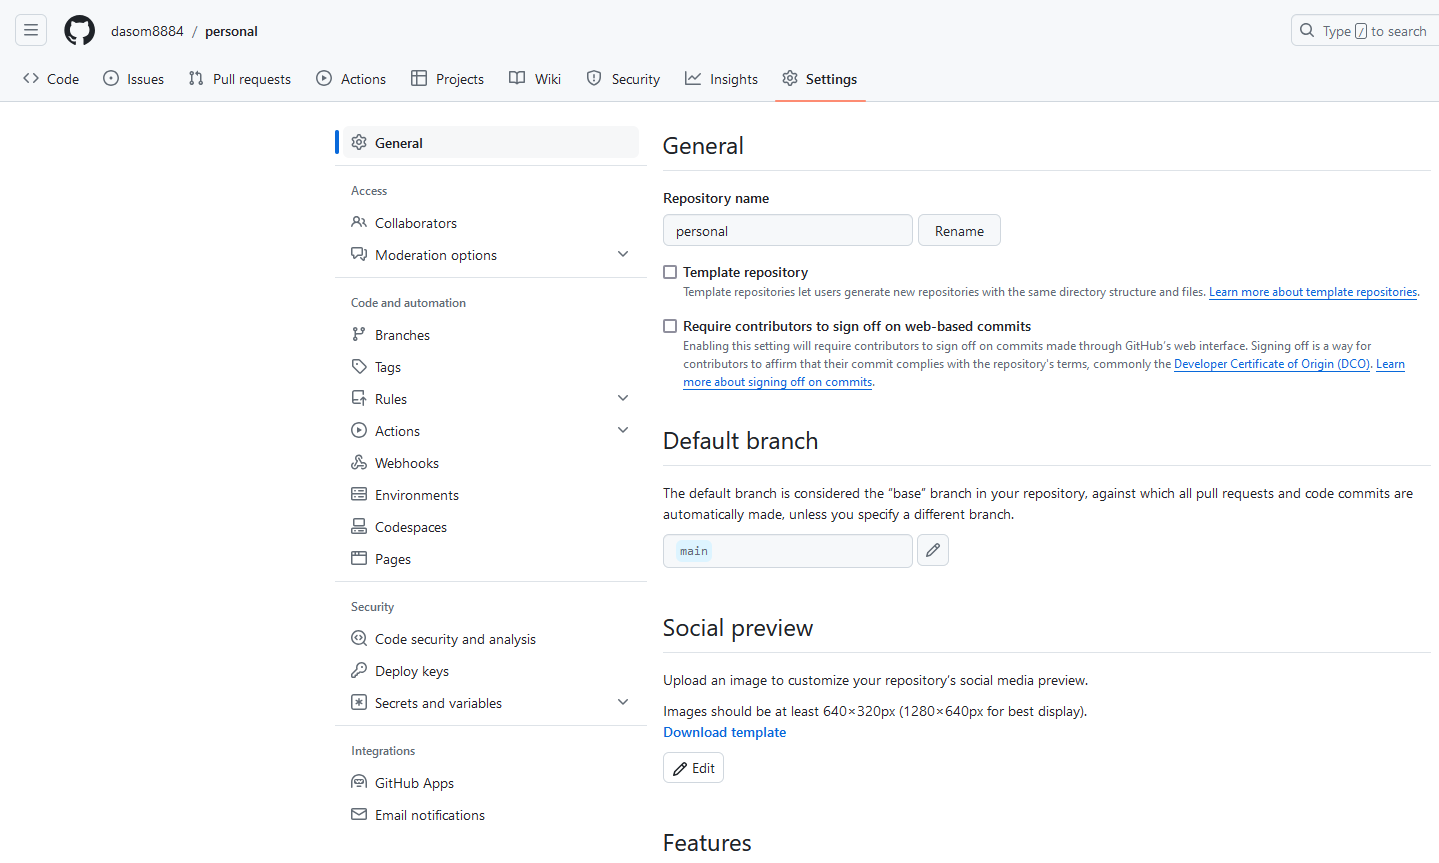 dasom8884 / personal
Type / to search
Code
Issues
Pull requests
Actions
Projects
Wiki
Security
Insights
Settings
General
Access
Collaborators
Moderation options
Code and automation
Branches
Tags
Rules
Actions
Webhooks
Environments
Codespaces
Pages
Security
Code security and analysis
Deploy keys
Secrets and variables
Integrations
GitHub Apps
Email notifications
General
Repository name
personal
Rename
Template repository
Template repositories let users generate new repositories with the same directory structure and files. Learn more about template repositories.
Require contributors to sign off on web-based commits
Enabling this setting will require contributors to sign off on commits made through GitHub's web interface. Signing off is a way for
contributors to affirm that their commit complies with the repository's terms, commonly the Developer Certificate of Origin (DCO). Learn
more about signing off on commits.
Default branch
The default branch is considered the “base” branch in your repository, against which all pull requests and code commits are
automatically made, unless you specify a different branch.
main
Social preview
Upload an image to customize your repository's social media preview.
Images should be at least 640×320px (1280×640px for best display).
Download template
Edit
Features